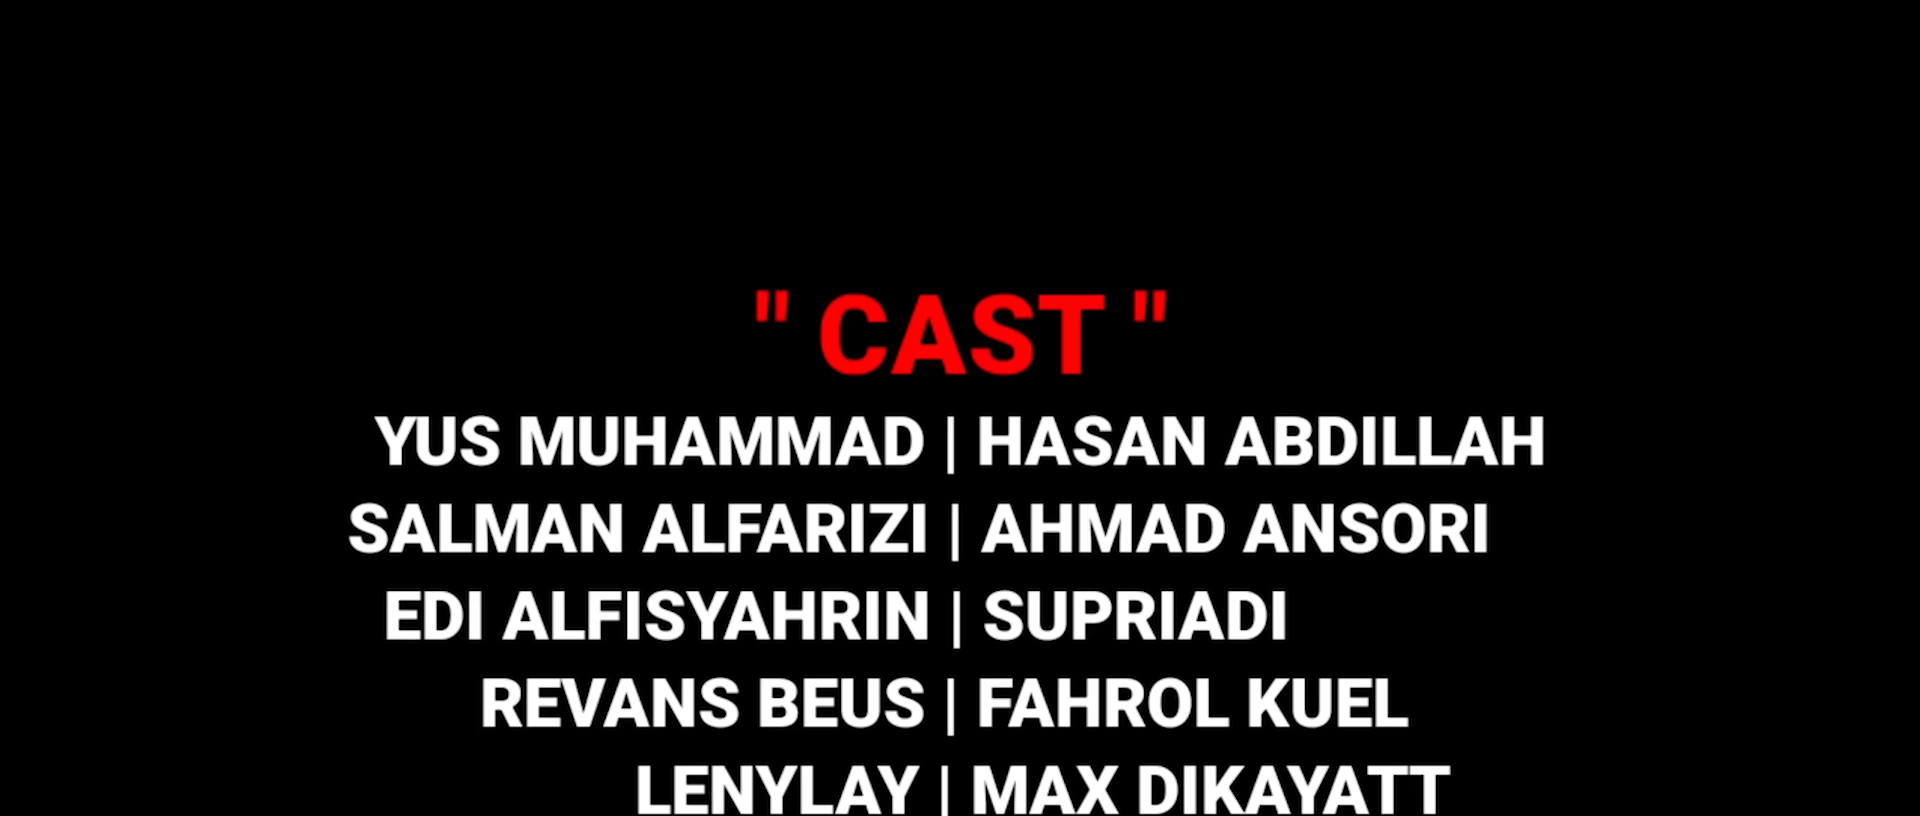 " CAST "
YUS MUHAMMAD | HASAN ABDILLAH
SALMAN ALFARIZI | AHMAD ANSORI
EDI ALFISYAHRIN | SUPRIADI
REVANS BEUS | FAHROL KUEL
LENYLAY | MAX DIKAYATT